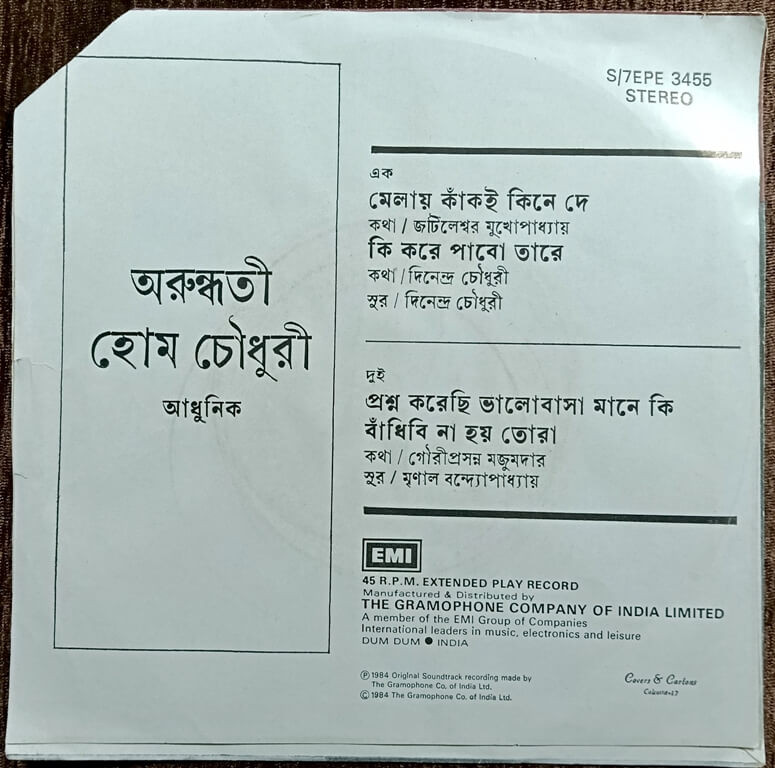 S/7EPE 3455
STEREO
অরুন্ধতী
হোম চৌধুরী
আধুনিক
এক
মেলায় কাঁকই কিনে দে
কথা / জটিলেশ্বর মুখোপাধ্যায়
কি করে পাবো তারে
কথা / দিনেন্দ্র চৌধুরী
সুর / দিনেন্দ্র চৌধুরী
দুই
প্রশ্ন করেছি ভালোবাসা মানে কি
বাঁধিবি না হয় তোরা
কথা / গৌরীপ্রসন্ন মজুমদার
সুর / মৃণাল বন্দ্যোপাধ্যায়
EMI
45 R.P.M. EXTENDED PLAY RECORD
Manufactured & Distributed by
THE GRAMOPHONE COMPANY OF INDIA LIMITED
A member of the EMI Group of Companies
International leaders in music, electronics and leisure
DUM DUM ● INDIA
Ⓟ 1984 Original Soundtrack recording made by
The Gramophone Co. of India Ltd.
© 1984 The Gramophone Co. of India Ltd.
Covers & Cartons
Calcutta-17